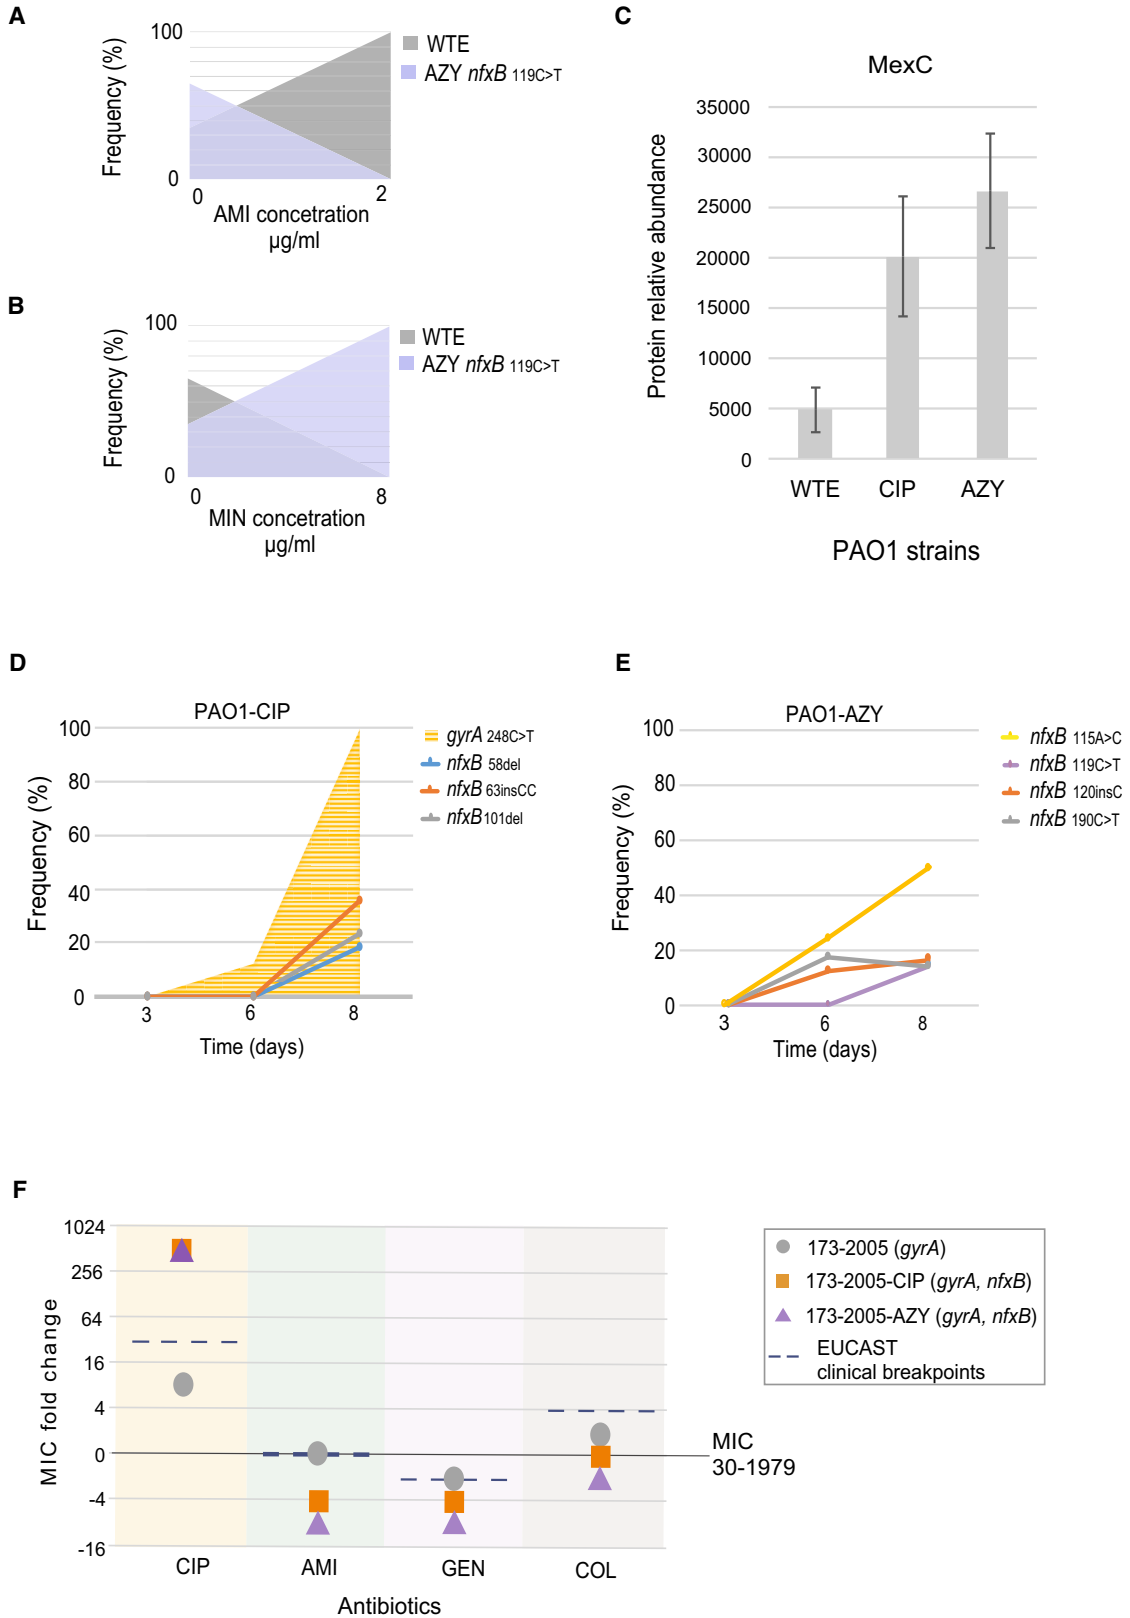 A
Frequency (%)
100
0
0
2
AMI concetration
µg/ml
WTE
AZY nfxB 119C>T
B
Frequency (%)
100
0
0
8
MIN concetration
µg/ml
WTE
AZY nfxB 119C>T
C
MexC
Protein relative abundance
35000
30000
25000
20000
15000
10000
5000
0
WTE CIP AZY
PAO1 strains
D
PAO1-CIP
Frequency (%)
100
80
60
40
20
0
3 6 8
Time (days)
gyrA 248C>T
nfxB 58del
nfxB 63insCC
nfxB 101del
E
PAO1-AZY
Frequency (%)
100
80
60
40
20
0
3 6 8
Time (days)
nfxB 115A>C
nfxB 119C>T
nfxB 120insC
nfxB 190C>T
F
MIC fold change
1024
256
64
16
4
0
-4
-16
CIP AMI GEN COL
Antibiotics
MIC
30-1979
173-2005 (gyrA)
173-2005-CIP (gyrA, nfxB)
173-2005-AZY (gyrA, nfxB)
EUCAST
clinical breakpoints